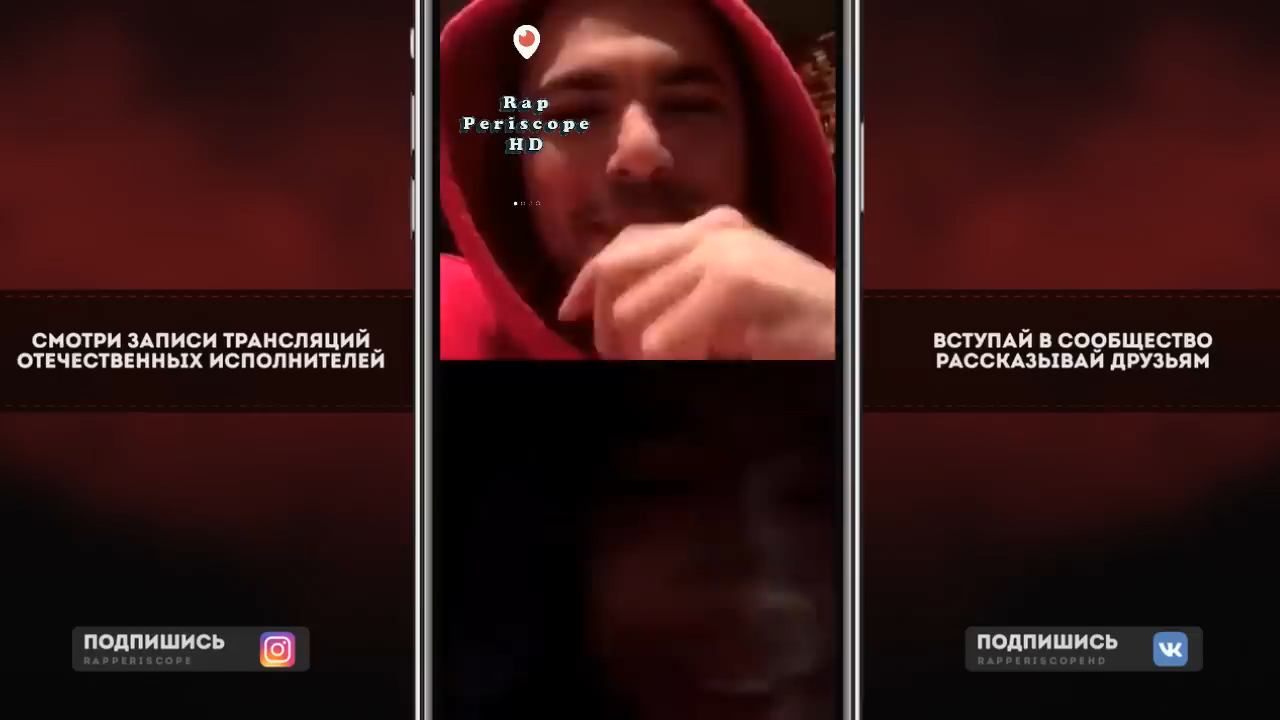 Rap
Periscope
HD
СМОТРИ ЗАПИСИ ТРАНСЛЯЦИЙ
ОТЕЧЕСТВЕННЫХ ИСПОЛНИТЕЛЕЙ
ВСТУПАЙ В СООБЩЕСТВО
РАССКАЗЫВАЙ ДРУЗЬЯМ
ПОДПИШИСЬ
RAPPERISCOPE
ПОДПИШИСЬ
RAPPERISCOPEHD